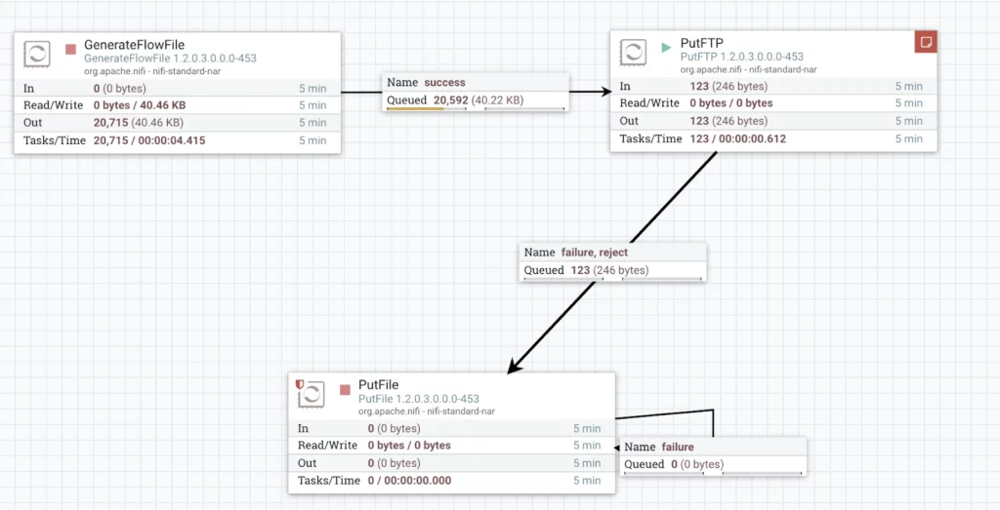 GenerateFlowFile
GenerateFlowFile 1.2.0.3.0.0.0-453
org.apache.nifi - nifi-standard-nar
In 0 (0 bytes) 5 min
Read/Write 0 bytes / 40.46 KB 5 min
Out 20,715 (40.46 KB) 5 min
Tasks/Time 20,715 / 00:00:04.415 5 min
Name success
Queued 20,592 (40.22 KB)
PutFTP
PutFTP 1.2.0.3.0.0.0-453
org.apache.nifi - nifi-standard-nar
In 123 (246 bytes) 5 min
Read/Write 0 bytes / 0 bytes 5 min
Out 123 (246 bytes) 5 min
Tasks/Time 123 / 00:00:00.612 5 min
Name failure, reject
Queued 123 (246 bytes)
PutFile
PutFile 1.2.0.3.0.0.0-453
org.apache.nifi - nifi-standard-nar
In 0 (0 bytes) 5 min
Read/Write 0 bytes / 0 bytes 5 min
Out 0 (0 bytes) 5 min
Tasks/Time 0 / 00:00:00.000 5 min
Name failure
Queued 0 (0 bytes)